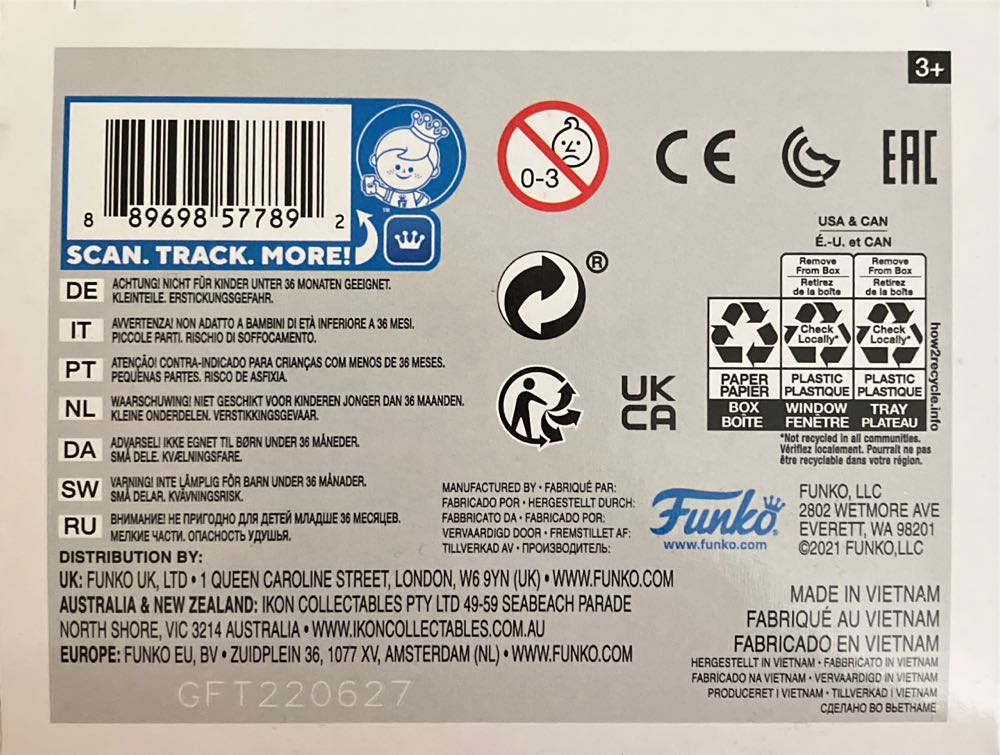 3+
8 89698 57789 2
™
SCAN. TRACK. MORE!
0-3
CE
EAC
®
UK
CA
USA & CAN
É.-U. et CAN
Remove
From Box
Retirez
de la boîte
Remove
From Box
Retirez
de la boîte
Check
Locally*
Check
Locally*
PAPER
PAPIER
PLASTIC
PLASTIQUE
PLASTIC
PLASTIQUE
BOX
BOÎTE
WINDOW
FENÊTRE
TRAY
PLATEAU
how2recycle.info
*Not recycled in all communities.
Vérifiez localement. Pourrait ne pas
être recyclable dans votre région.
DE ACHTUNG! NICHT FÜR KINDER UNTER 36 MONATEN GEEIGNET.
KLEINTEILE. ERSTICKUNGSGEFAHR.
IT AVVERTENZA! NON ADATTO A BAMBINI DI ETÀ INFERIORE A 36 MESI.
PICCOLE PARTI. RISCHIO DI SOFFOCAMENTO.
PT ATENÇÃO! CONTRA-INDICADO PARA CRIANÇAS COM MENOS DE 36 MESES.
PEQUENAS PARTES. RISCO DE ASFIXIA.
NL WAARSCHUWING! NIET GESCHIKT VOOR KINDEREN JONGER DAN 36 MAANDEN.
KLEINE ONDERDELEN. VERSTIKKINGSGEVAAR.
DA ADVARSEL! IKKE EGNET TIL BØRN UNDER 36 MÅNEDER.
SMÅ DELE. KVÆLNINGSFARE.
SW VARNING! INTE LÄMPLIG FÖR BARN UNDER 36 MÅNADER.
SMÅ DELAR. KVÄVNINGSRISK.
RU ВНИМАНИЕ! НЕ ПРИГОДНО ДЛЯ ДЕТЕЙ МЛАДШЕ 36 МЕСЯЦЕВ.
МЕЛКИЕ ЧАСТИ. ОПАСНОСТЬ УДУШЬЯ.
MANUFACTURED BY • FABRIQUÉ PAR:
FABRICADO POR • HERGESTELLT DURCH:
FABBRICATO DA • FABRICADO POR:
VERVAARDIGD DOOR • FREMSTILLET AF:
TILLVERKAD AV • ПРОИЗВОДИТЕЛЬ:
Funko®
www.funko.com
FUNKO, LLC
2802 WETMORE AVE
EVERETT, WA 98201
©2021 FUNKO,LLC
DISTRIBUTION BY:
UK: FUNKO UK, LTD • 1 QUEEN CAROLINE STREET, LONDON, W6 9YN (UK) • WWW.FUNKO.COM
AUSTRALIA & NEW ZEALAND: IKON COLLECTABLES PTY LTD 49-59 SEABEACH PARADE
NORTH SHORE, VIC 3214 AUSTRALIA • WWW.IKONCOLLECTABLES.COM.AU
EUROPE: FUNKO EU, BV • ZUIDPLEIN 36, 1077 XV, AMSTERDAM (NL) • WWW.FUNKO.COM
MADE IN VIETNAM
FABRIQUÉ AU VIETNAM
FABRICADO EN VIETNAM
HERGESTELLT IN VIETNAM • FABBRICATO IN VIETNAM
FABRICADO NA VIETNAM • VERVAARDIGD IN VIETNAM
PRODUCERET I VIETNAM • TILLVERKAD I VIETNAM
СДЕЛАНО ВО ВЬЕТНАМЕ
GFT220627